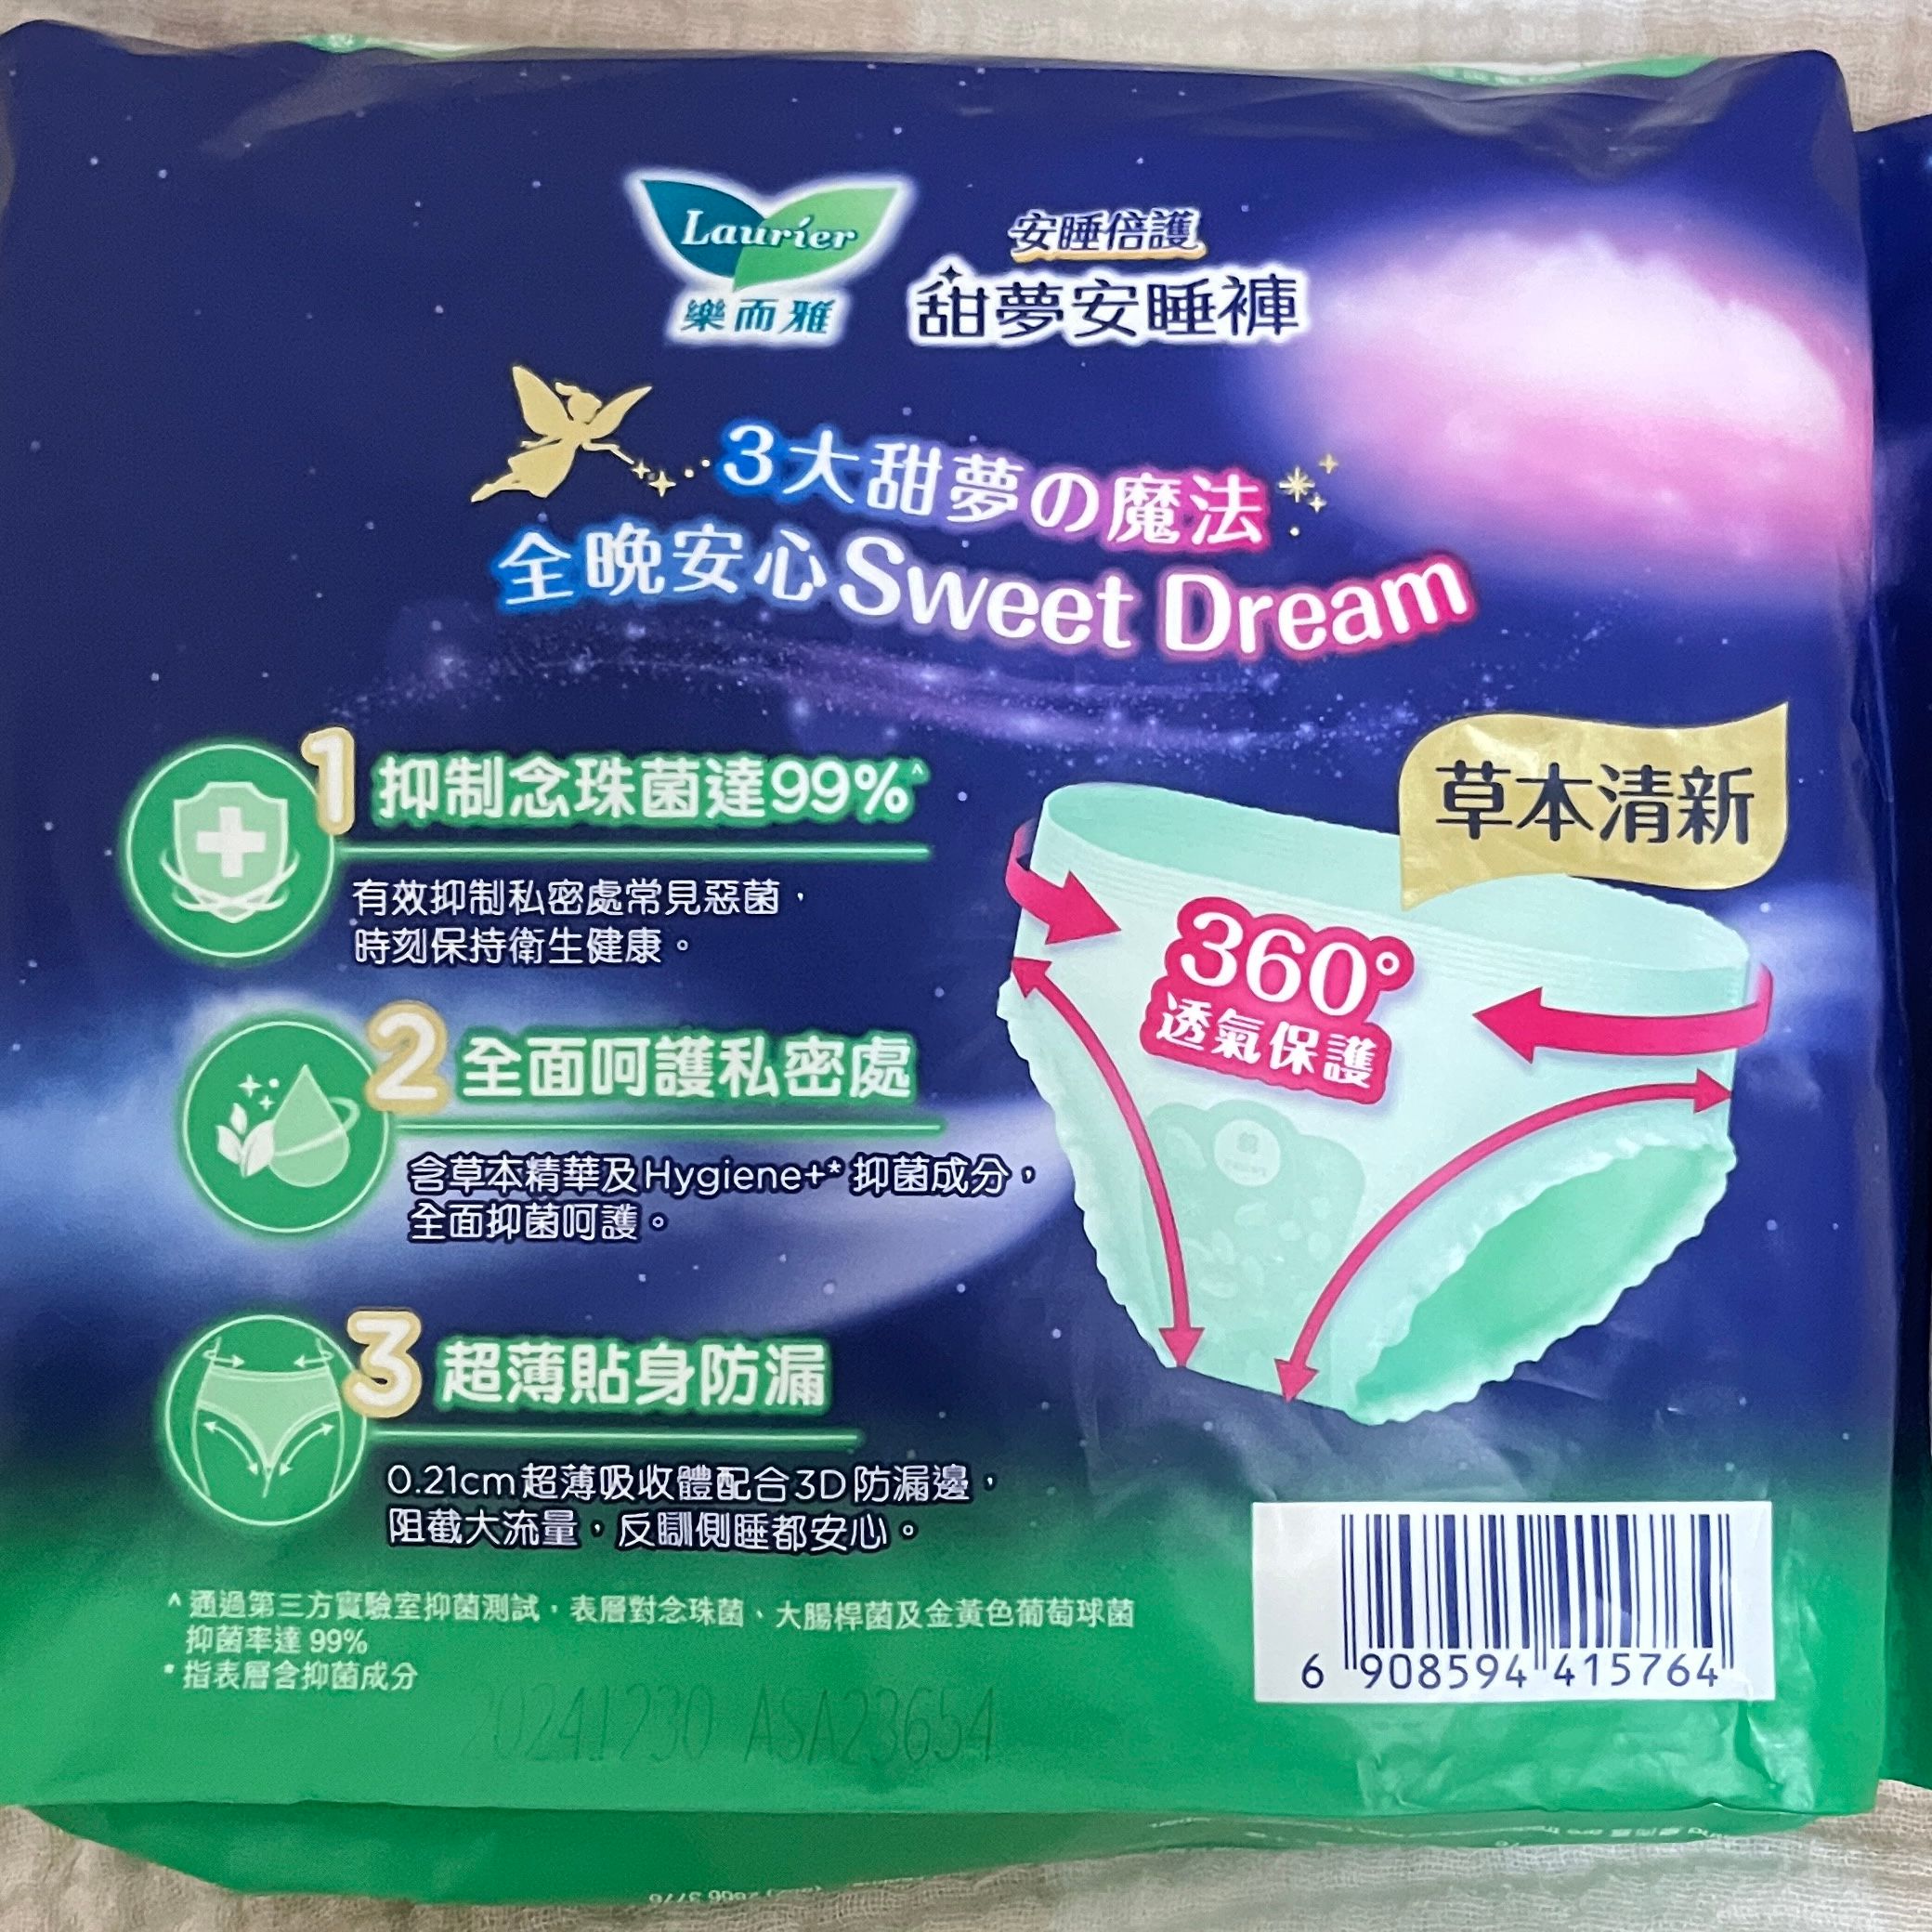 Laurier
樂而雅
安睡倍護
甜夢安睡褲
3大甜夢の魔法
全晚安心Sweet Dream
1 抑制念珠菌達99%^
有效抑制私密處常見惡菌，
時刻保持衛生健康。
2 全面呵護私密處
含草本精華及Hygiene+* 抑菌成分，
全面抑菌呵護。
3 超薄貼身防漏
0.21cm超薄吸收體配合3D防漏邊，
阻截大流量，反瞓側睡都安心。
草本清新
360°
透氣保護
^ 通過第三方實驗室抑菌測試，表層對念珠菌、大腸桿菌及金黃色葡萄球菌
抑菌率達 99%
* 指表層含抑菌成分
20241230 ASA23654
6 908594 415764